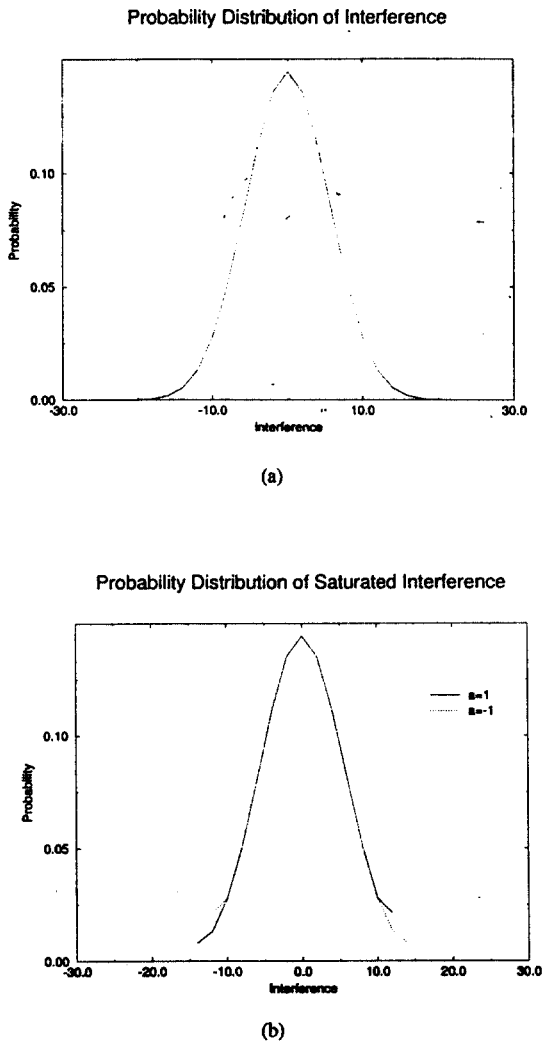 Probability Distribution of Interference
0.10
0.05
0.00
Probability
-30.0 -10.0 10.0 30.0
Interference
(a)
Probability Distribution of Saturated Interference
a=1
a=-1
0.10
0.05
0.00
Probability
-30.0 -20.0 -10.0 0.0 10.0 20.0 30.0
Interference
(b)